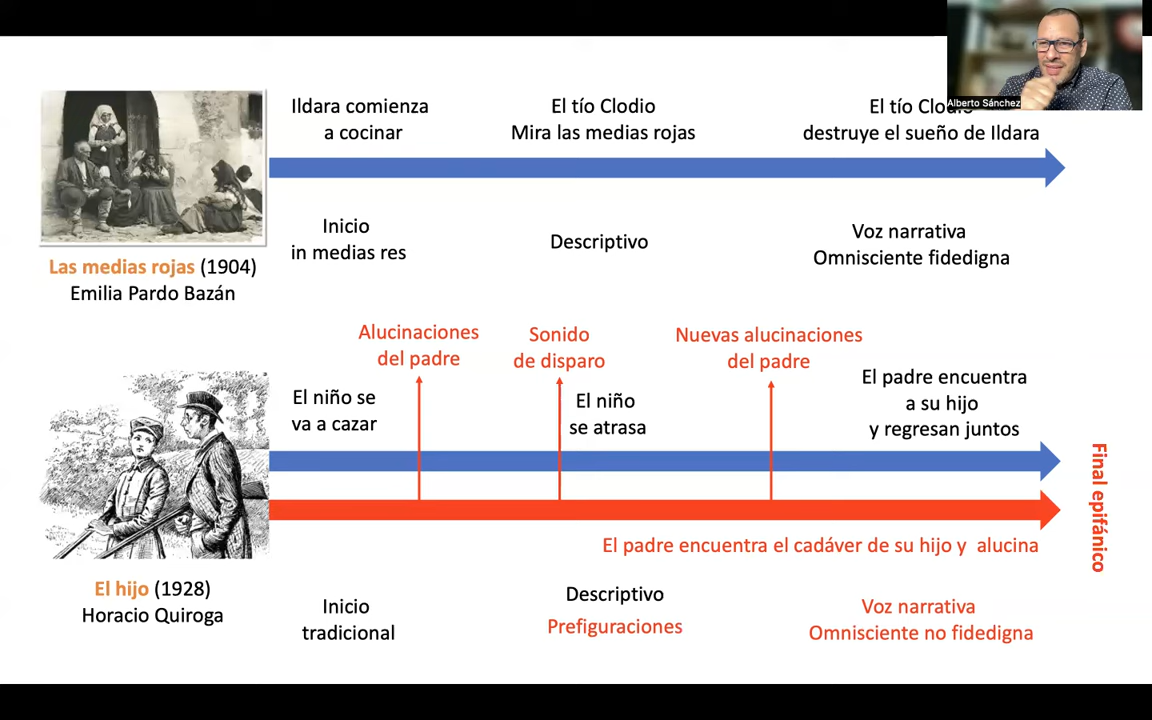 Alberto Sánchez
Ildara comienza
a cocinar
El tío Clodio
Mira las medias rojas
El tío
destruye el sueño de Ildara
Inicio
in medias res
Descriptivo
Voz narrativa
Omnisciente fidedigna
Las medias rojas (1904)
Emilia Pardo Bazán
Alucinaciones
del padre
Sonido
de disparo
Nuevas alucinaciones
del padre
El niño se
va a cazar
El niño
se atrasa
El padre encuentra
a su hijo
y regresan juntos
Final epifánico
El padre encuentra el cadáver de su hijo y alucina
El hijo (1928)
Horacio Quiroga
Inicio
tradicional
Descriptivo
Prefiguraciones
Voz narrativa
Omnisciente no fidedigna